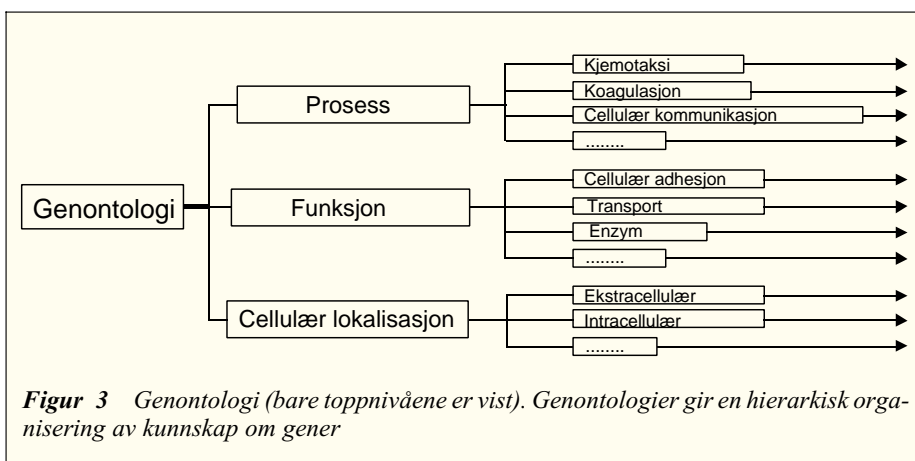 Genontologi
Prosess
Kjemotaksi
Koagulasjon
Cellulær kommunikasjon
........
Funksjon
Cellulær adhesjon
Transport
Enzym
........
Cellulær lokalisasjon
Ekstracellulær
Intracellulær
........
Figur 3 Genontologi (bare toppnivåene er vist). Genontologier gir en hierarkisk orga-
nisering av kunnskap om gener